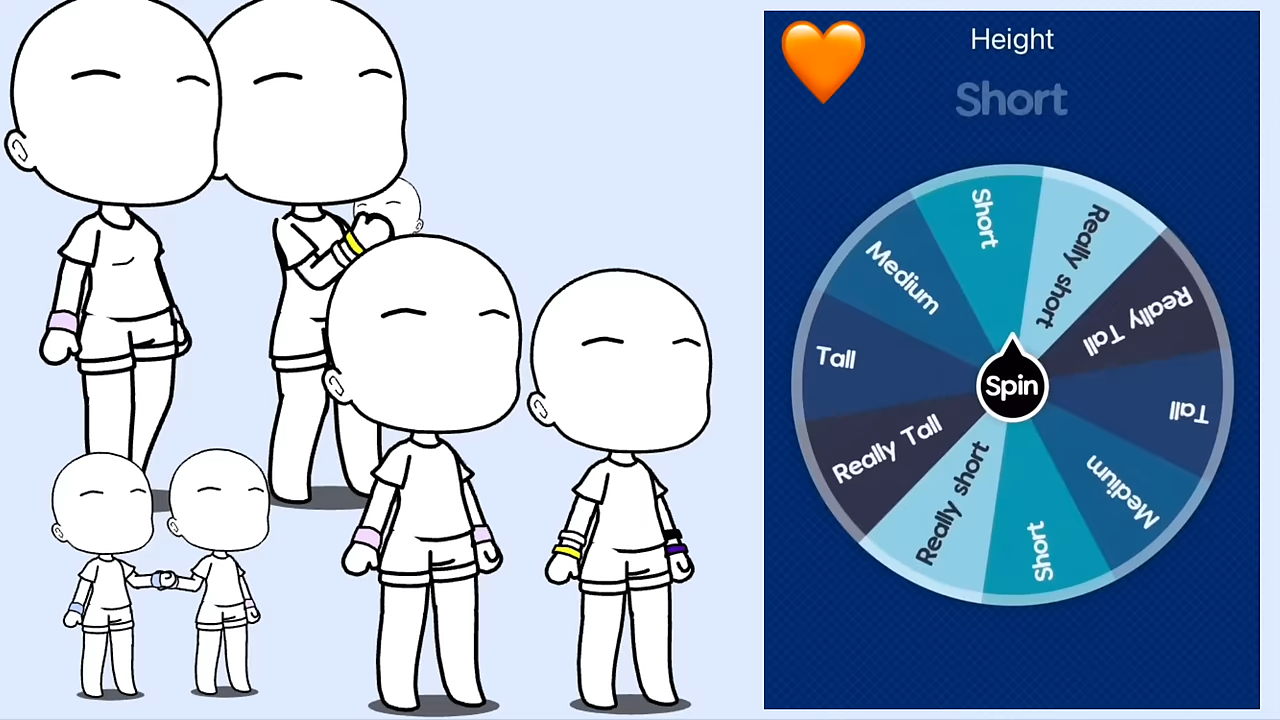 Height
Short
Short
Really short
Really Tall
Tall
Medium
Short
Really short
Really Tall
Tall
Medium
Spin